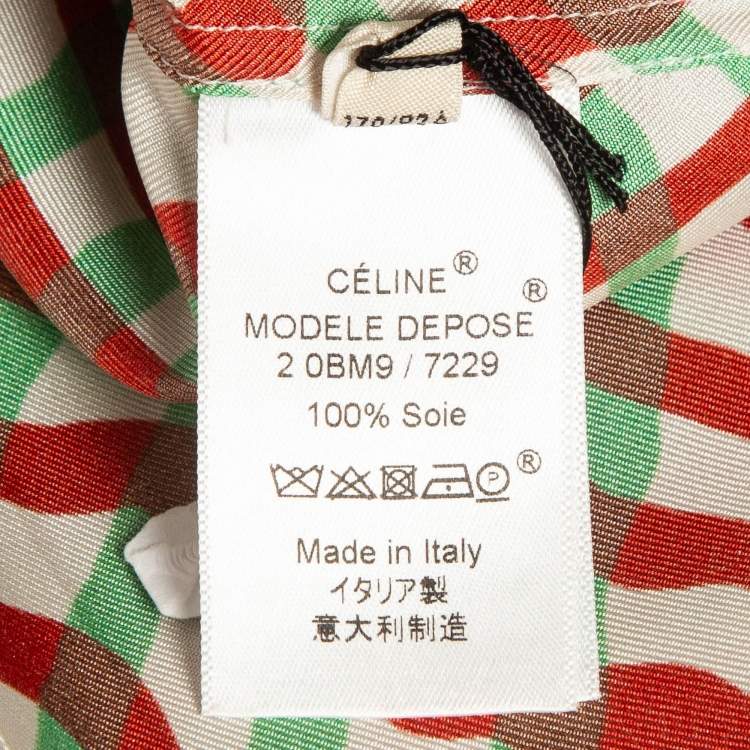 CÉLINE®
MODELE DEPOSE®
2 0BM9 / 7229
100% Soie
P ®
Made in Italy
イタリア製
意大利制造